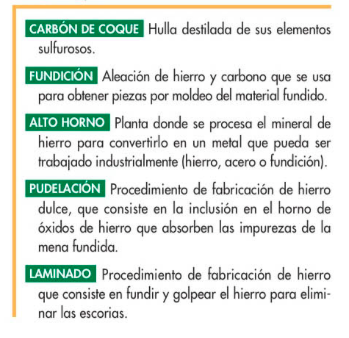 CARBÓN DE COQUE Hulla destilada de sus elementos
sulfurosos.
FUNDICIÓN Aleación de hierro y carbono que se usa
para obtener piezas por moldeo del material fundido.
ALTO HORNO Planta donde se procesa el mineral de
hierro para convertirlo en un metal que pueda ser
trabajado industrialmente (hierro, acero o fundición).
PUDELACIÓN Procedimiento de fabricación de hierro
dulce, que consiste en la inclusión en el horno de
óxidos de hierro que absorben las impurezas de la
mena fundida.
LAMINADO Procedimiento de fabricación de hierro
que consiste en fundir y golpear el hierro para elimi-
nar las escorias.